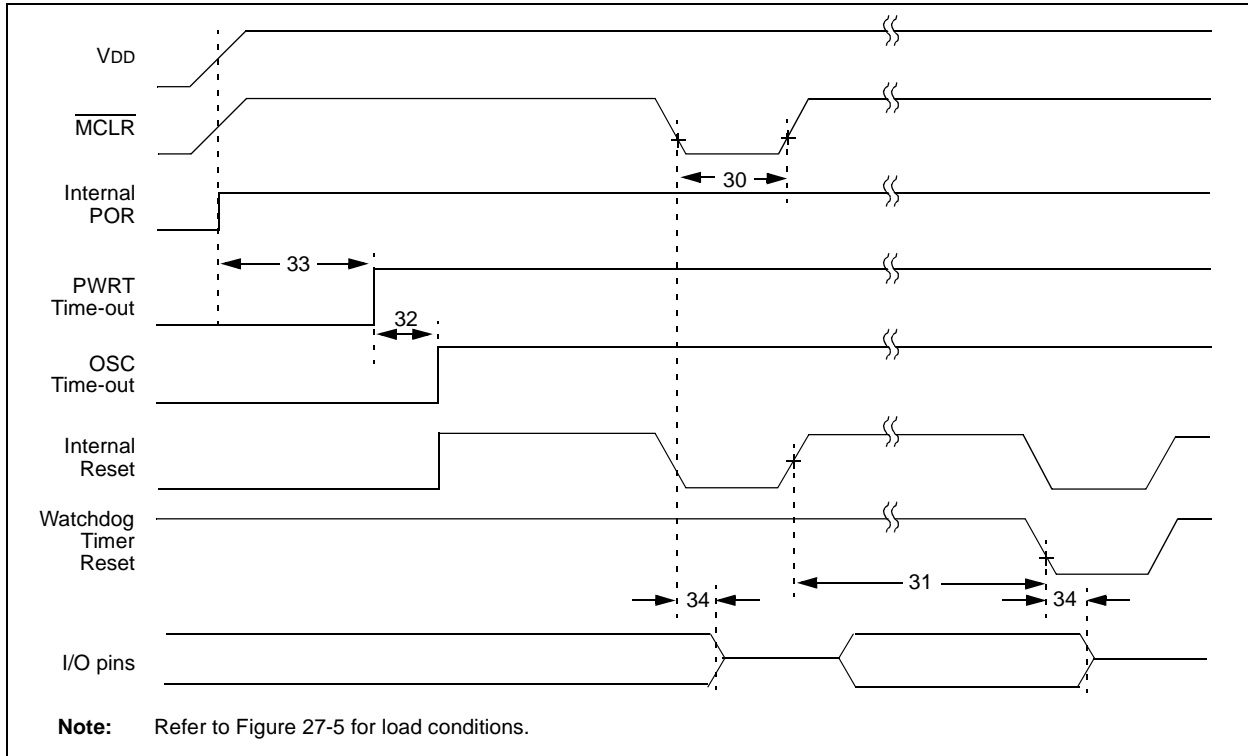 VDD
MCLR
30
Internal
POR
33
PWRT
Time-out
32
OSC
Time-out
Internal
Reset
Watchdog
Timer
Reset
31
34
34
I/O pins
Note: Refer to Figure 27-5 for load conditions.